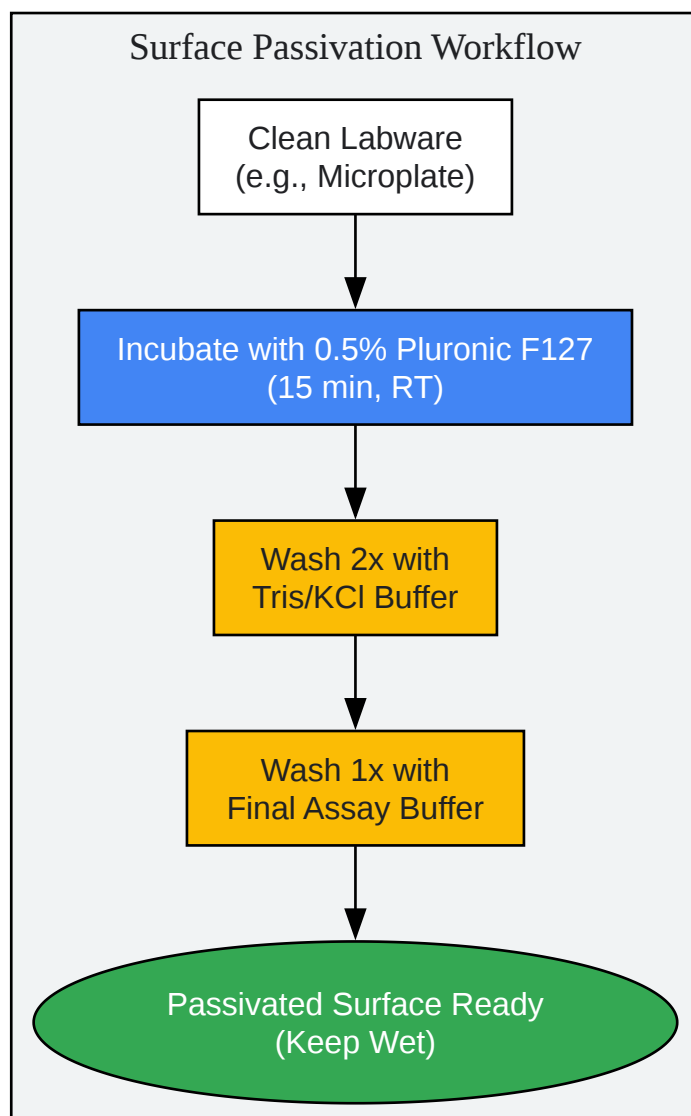 Surface Passivation Workflow
Clean Labware
(e.g., Microplate)
Incubate with 0.5% Pluronic F127
(15 min, RT)
Wash 2x with
Tris/KCl Buffer
Wash 1x with
Final Assay Buffer
Passivated Surface Ready
(Keep Wet)